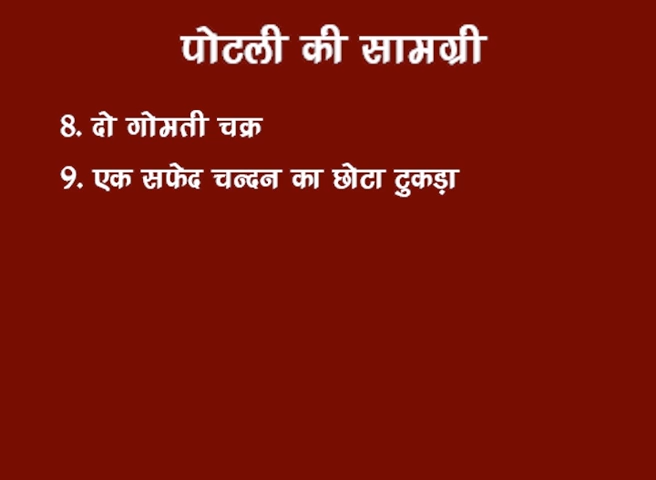 पोटली की सामग्री
8. दो गोमती चक्र
9. एक सफेद चन्दन का छोटा टुकड़ा